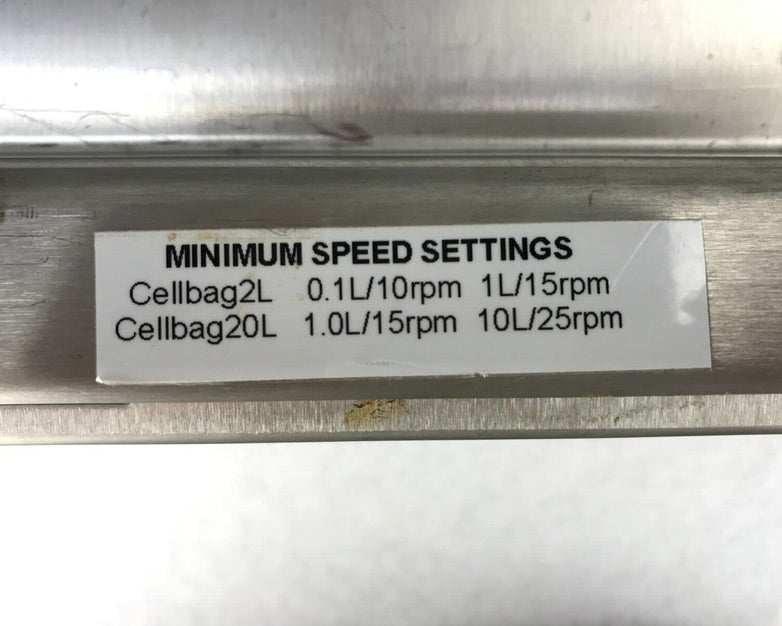 MINIMUM SPEED SETTINGS
Cellbag2L 0.1L/10rpm 1L/15rpm
Cellbag20L 1.0L/15rpm 10L/25rpm